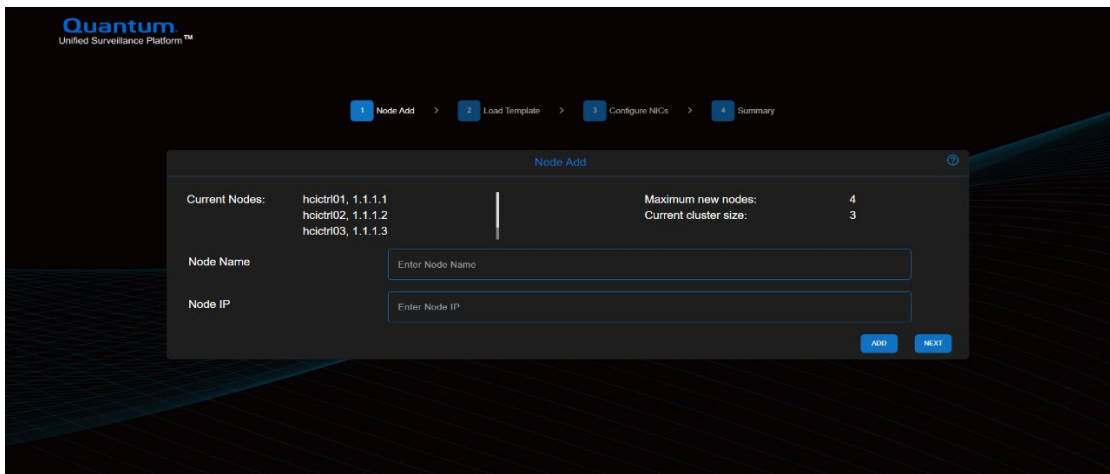 Quantum.
Unified Surveillance Platform™
1 Node Add > 2 Load Template > 3 Configure NICs > 4 Summary
Node Add
Current Nodes: hcictrl01, 1.1.1.1 Maximum new nodes: 4
hcictrl02, 1.1.1.2 Current cluster size: 3
hcictrl03, 1.1.1.3
Node Name Enter Node Name
Node IP Enter Node IP
ADD NEXT